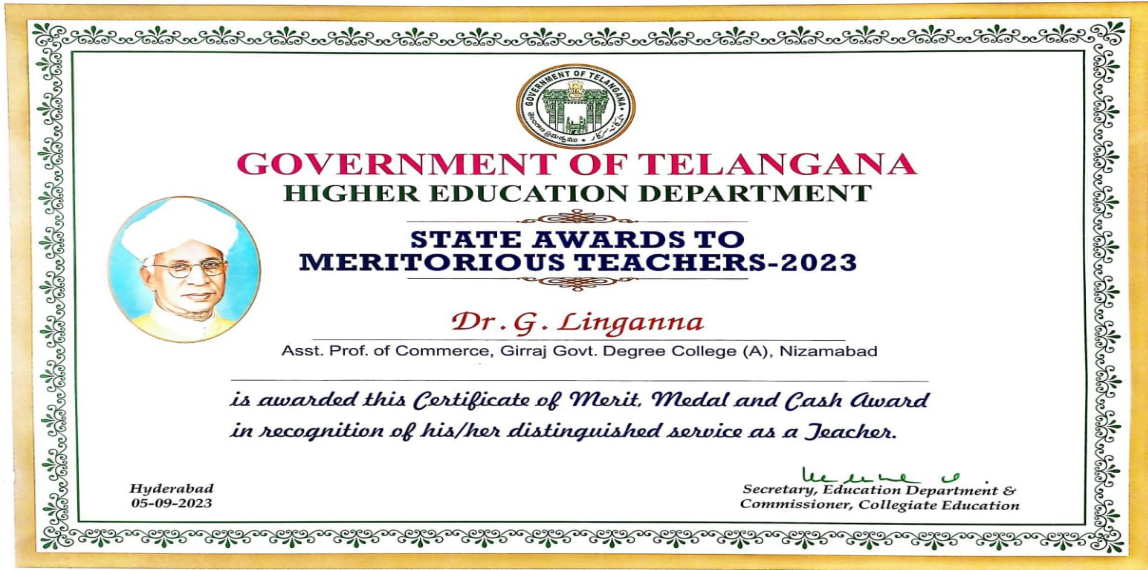 GOVERNMENT OF TELANGANA
GOVERNMENT OF TELANGANA
HIGHER EDUCATION DEPARTMENT
STATE AWARDS TO
MERITORIOUS TEACHERS-2023
Dr. G. Linganna
Asst. Prof. of Commerce, Girraj Govt. Degree College (A), Nizamabad
is awarded this Certificate of Merit, Medal and Cash Award
in recognition of his/her distinguished service as a Teacher.
Hyderabad
05-09-2023
Secretary, Education Department &
Commissioner, Collegiate Education